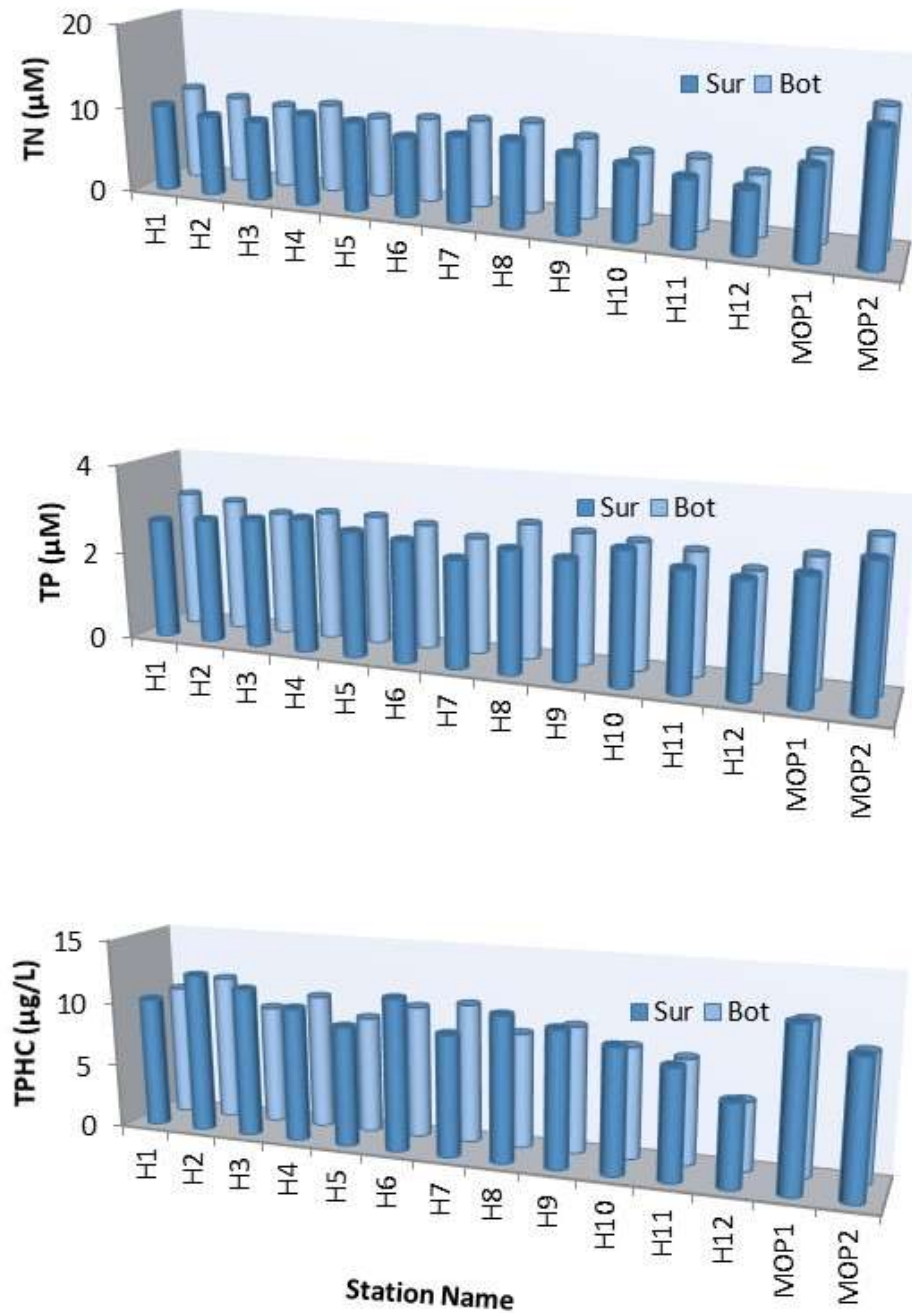 20
10
0
TN (µM)
Sur Bot
H1 H2 H3 H4 H5 H6 H7 H8 H9 H10 H11 H12 MOP1 MOP2
4
2
0
TP (µM)
Sur Bot
H1 H2 H3 H4 H5 H6 H7 H8 H9 H10 H11 H12 MOP1 MOP2
15
10
5
0
TPHC (µg/L)
Sur Bot
H1 H2 H3 H4 H5 H6 H7 H8 H9 H10 H11 H12 MOP1 MOP2
Station Name